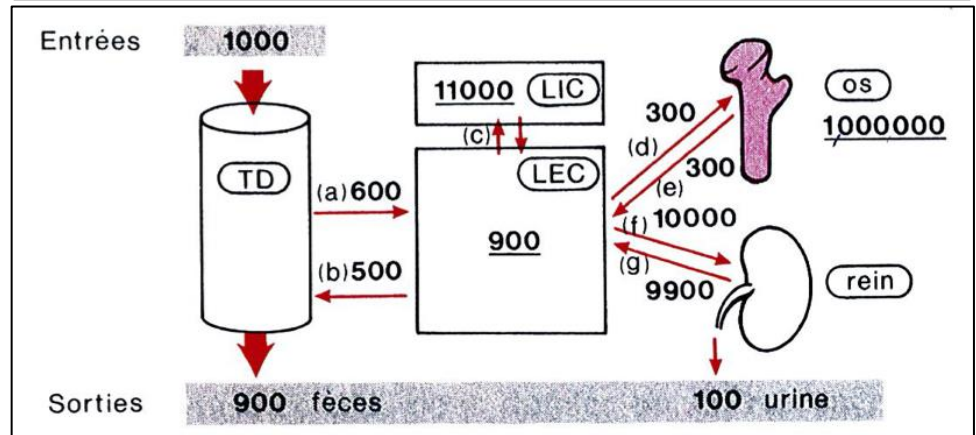 Entrées 1000
11000 LIC
(c)
LEC
900
TD
(a) 600
(b) 500
300
(d)
300
(e)
os
1000000
(f) 10000
(g)
9900
rein
Sorties 900 fèces 100 urine